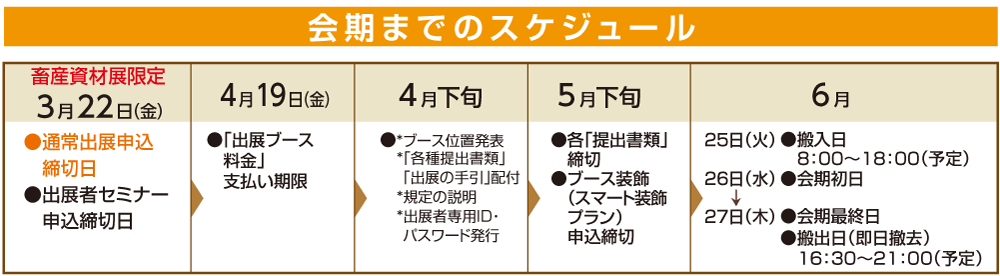 会期までのスケジュール
畜産資材展限定
3月22日(金)
●通常出展申込
締切日
●出展者セミナー
申込締切日
4月19日(金)
●「出展ブース
料金」
支払い期限
4月下旬
●*ブース位置発表
*「各種提出書類」
「出展の手引」配付
*規定の説明
*出展者専用ID・
パスワード発行
5月下旬
●各「提出書類」
締切
●ブース装飾
（スマート装飾
プラン）
申込締切
6月
25日(火) ●搬入日
8:00～18:00(予定)
26日(水) ●会期初日
↓
27日(木) ●会期最終日
●搬出日(即日撤去)
16:30～21:00(予定)